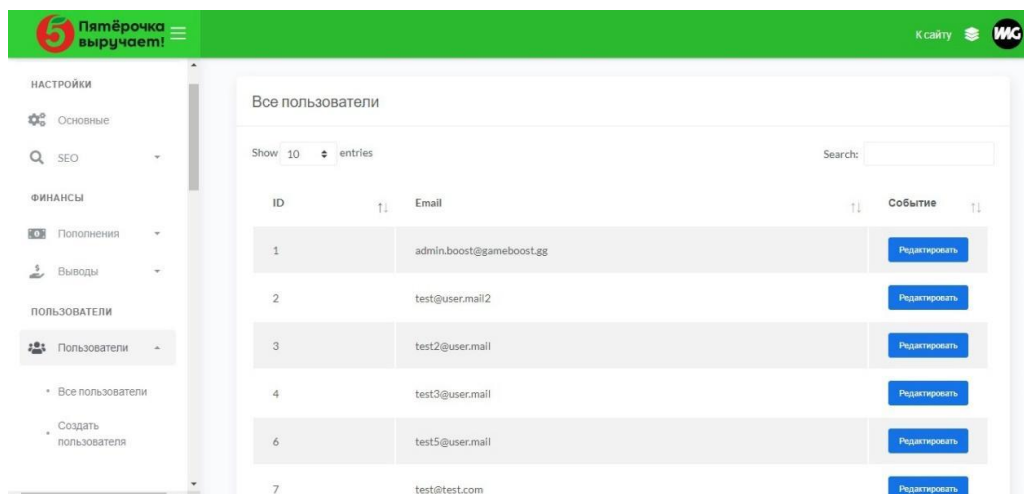 Пятёрочка
выручает!
К сайту
WG
НАСТРОЙКИ
Основные
SEO
ФИНАНСЫ
Пополнения
Выводы
ПОЛЬЗОВАТЕЛИ
Пользователи
Все пользователи
Создать
пользователя
Все пользователи
Show 10 entries Search:
ID Email Событие
1 admin.boost@gameboost.gg Редактировать
2 test@user.mail2 Редактировать
3 test2@user.mail Редактировать
4 test3@user.mail Редактировать
6 test5@user.mail Редактировать
7 test@test.com Редактировать